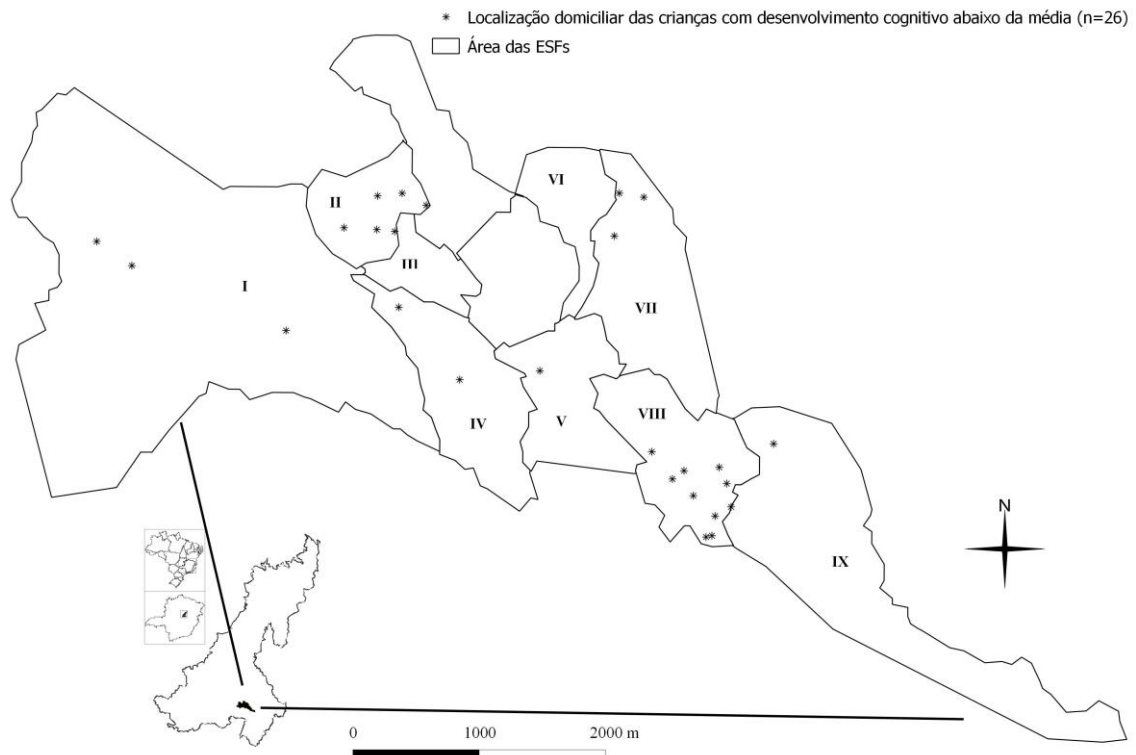 * Localização domiciliar das crianças com desenvolvimento cognitivo abaixo da média (n=26)
Área das ESFs
VI
II
III
I
VII
VIII
IV
V
N
IX
0 1000 2000 m